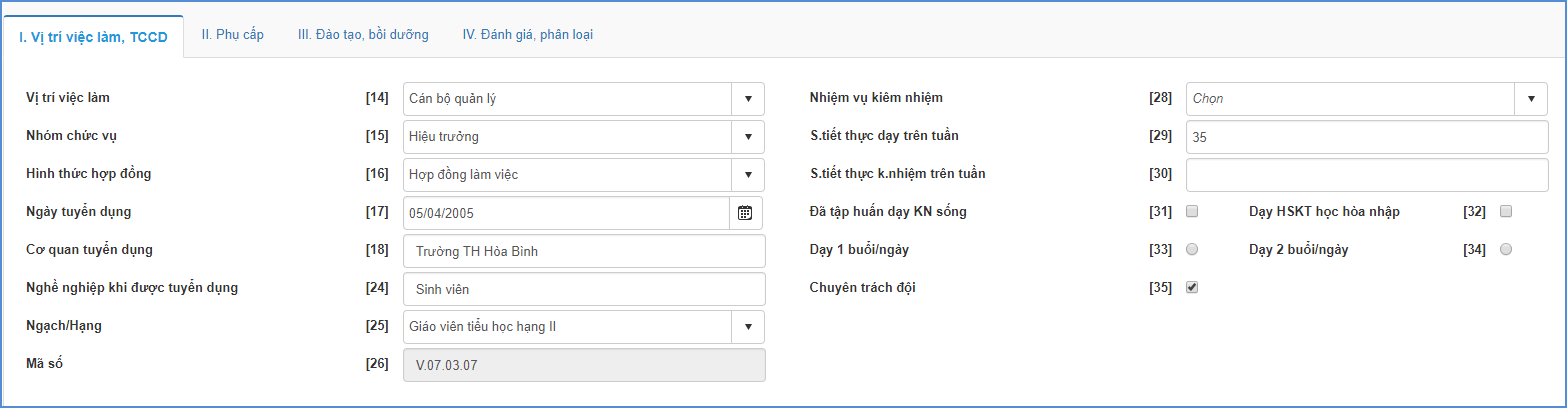 I. Vị trí việc làm, TCCD II. Phụ cấp III. Đào tạo, bồi dưỡng IV. Đánh giá, phân loại
Vị trí việc làm [14] Cán bộ quản lý
Nhóm chức vụ [15] Hiệu trưởng
Hình thức hợp đồng [16] Hợp đồng làm việc
Ngày tuyển dụng [17] 05/04/2005
Cơ quan tuyển dụng [18] Trường TH Hòa Bình
Nghề nghiệp khi được tuyển dụng [24] Sinh viên
Ngạch/Hạng [25] Giáo viên tiểu học hạng II
Mã số [26] V.07.03.07
Nhiệm vụ kiêm nhiệm [28] Chọn
S.tiết thực dạy trên tuần [29] 35
S.tiết thực k.nhiệm trên tuần [30]
Đã tập huấn dạy KN sống [31] Dạy HSKT học hòa nhập [32]
Dạy 1 buổi/ngày [33] Dạy 2 buổi/ngày [34]
Chuyên trách đội [35]